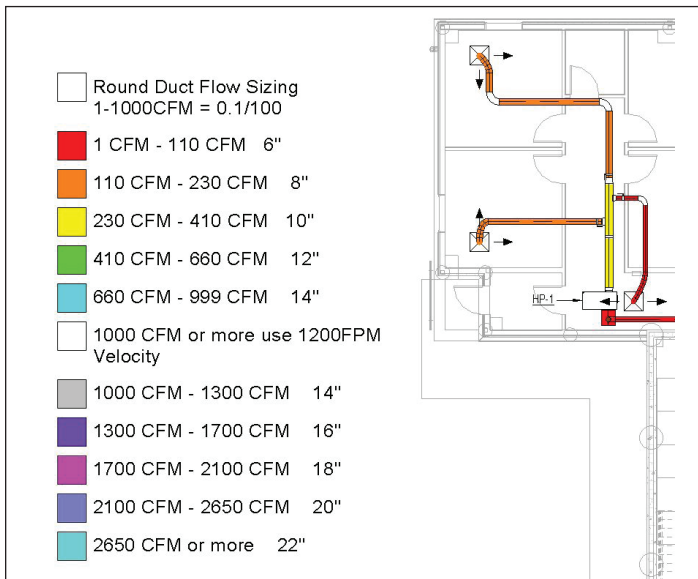 Round Duct Flow Sizing
1-1000CFM = 0.1/100
1 CFM - 110 CFM 6"
110 CFM - 230 CFM 8"
230 CFM - 410 CFM 10"
410 CFM - 660 CFM 12"
660 CFM - 999 CFM 14"
1000 CFM or more use 1200FPM
Velocity
1000 CFM - 1300 CFM 14"
1300 CFM - 1700 CFM 16"
1700 CFM - 2100 CFM 18"
2100 CFM - 2650 CFM 20"
2650 CFM or more 22"
HP-1